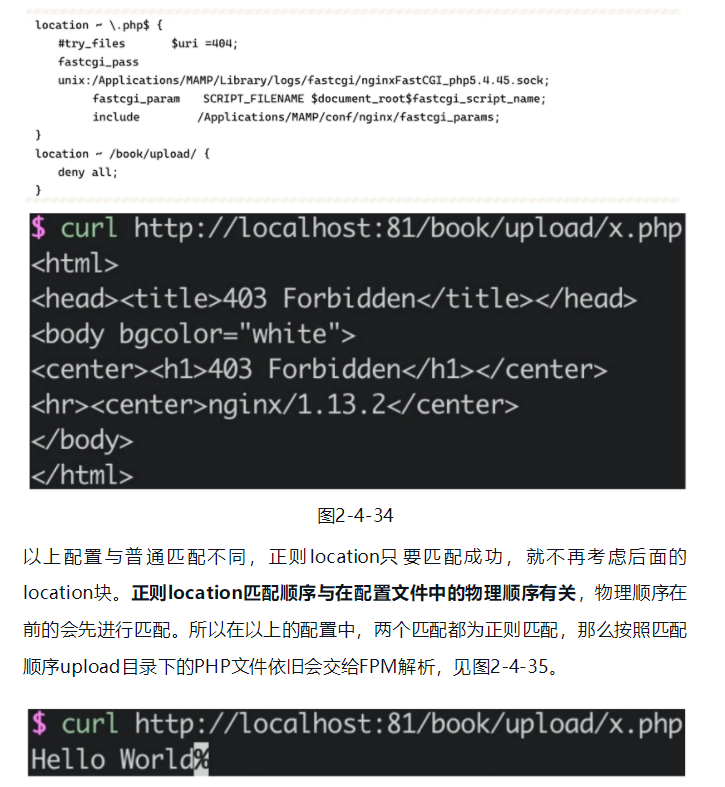 location ~ \.php$ {
#try_files $uri =404;
fastcgi_pass
unix:/Applications/MAMP/Library/logs/fastcgi/nginxFastCGI_php5.4.45.sock;
fastcgi_param SCRIPT_FILENAME $document_root$fastcgi_script_name;
include /Applications/MAMP/conf/nginx/fastcgi_params;
}
location ~ /book/upload/ {
deny all;
}
$ curl http://localhost:81/book/upload/x.php
<html>
<head><title>403 Forbidden</title></head>
<body bgcolor="white">
<center><h1>403 Forbidden</h1></center>
<hr><center>nginx/1.13.2</center>
</body>
</html>
图2-4-34
以上配置与普通匹配不同，正则location只要匹配成功，就不再考虑后面的
location块。正则location匹配顺序与在配置文件中的物理顺序有关，物理顺序在
前的会先进行匹配。所以在以上的配置中，两个匹配都为正则匹配，那么按照匹配
顺序upload目录下的PHP文件依旧会交给FPM解析，见图2-4-35。
$ curl http://localhost:81/book/upload/x.php
Hello World%